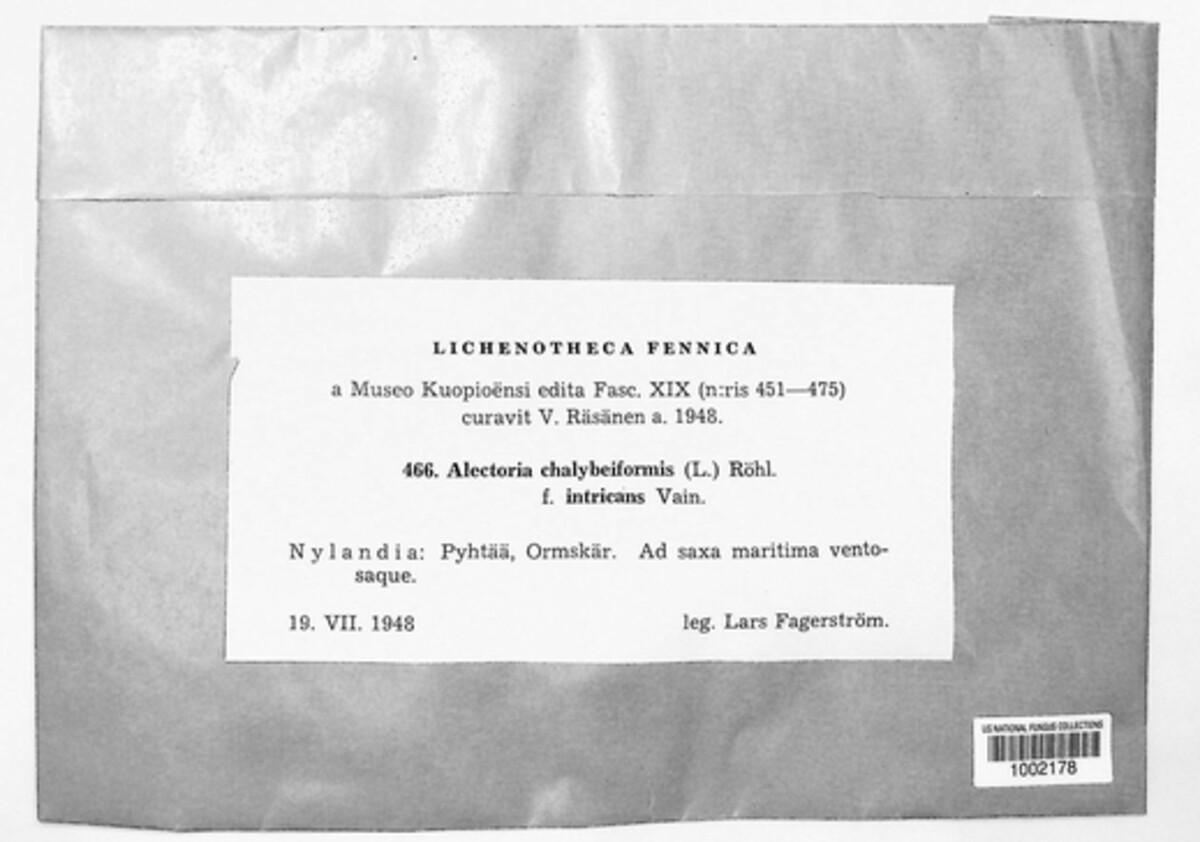 LICHENOTHECA FENNICA
a Museo Kuopioënsi edita Fasc. XIX (n:ris 451—475)
curavit V. Räsänen a. 1948.
466. Alectoria chalybeiformis (L.) Röhl.
f. intricans Vain.
Nylandia: Pyhtää, Ormskär. Ad saxa maritima vento-
saque.
19. VII. 1948 leg. Lars Fagerström.
US NATIONAL FUNGUS COLLECTIONS
1002178